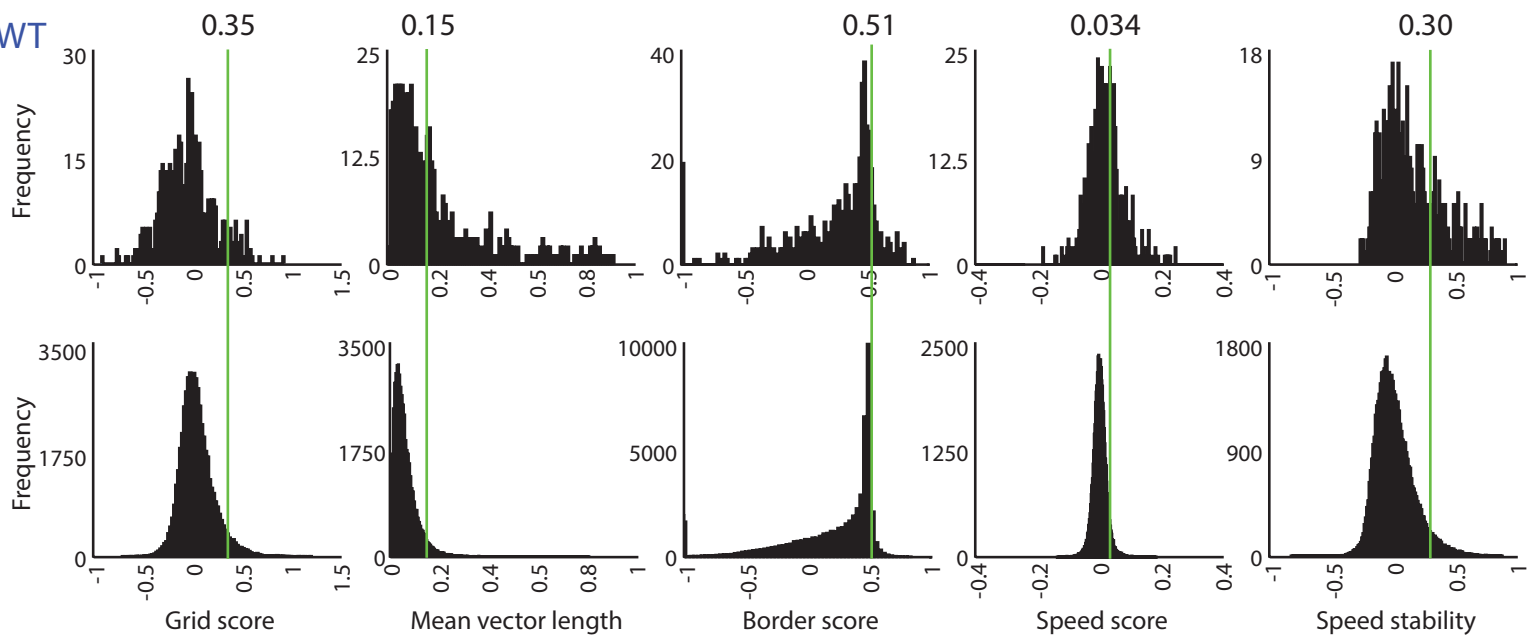 WT
0.35 0.15 0.51 0.034 0.30
Frequency
30
15
0
-1 -0.5 0 0.5 1 1.5
25
12.5
0
0 0.2 0.4 0.5 0.8 1
40
20
0
-1 -0.5 0 0.5 1
25
12.5
0
-0.4 -0.2 0 0.2 0.4
18
9
0
-1 -0.5 0 0.5 1
Frequency
3500
1750
0
-1 -0.5 0 0.5 1 1.5
Grid score
3500
1750
0
0 0.2 0.4 0.5 0.8 1
Mean vector length
10000
5000
0
-1 -0.5 0 0.5 1
Border score
2500
1250
0
-0.4 -0.2 0 0.2 0.4
Speed score
1800
900
0
-1 -0.5 0 0.5 1
Speed stability